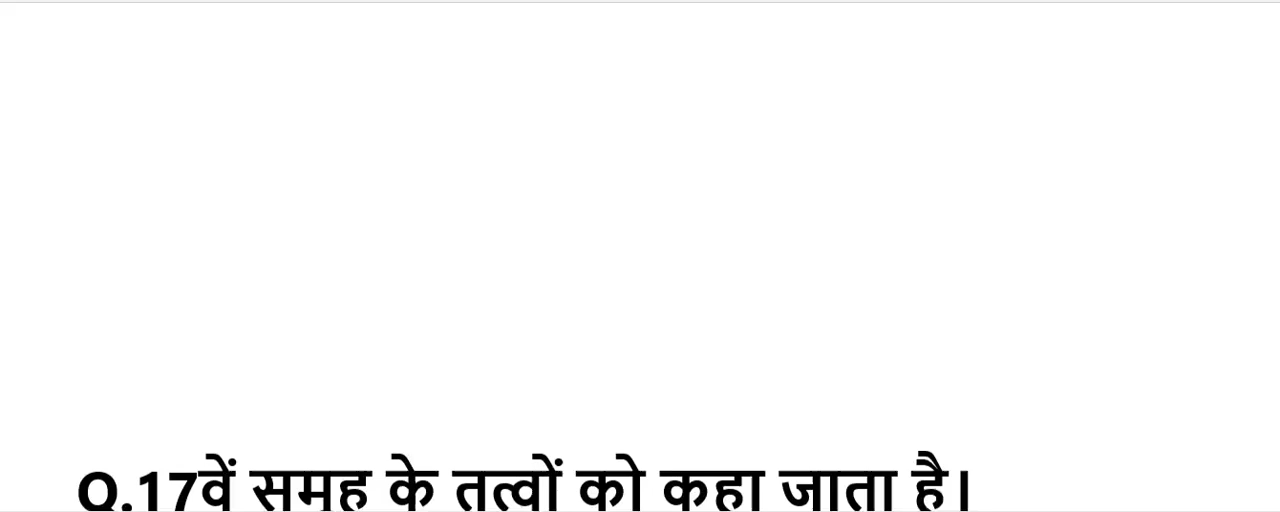 Q.17वें समूह के तत्वों को कहा जाता है।